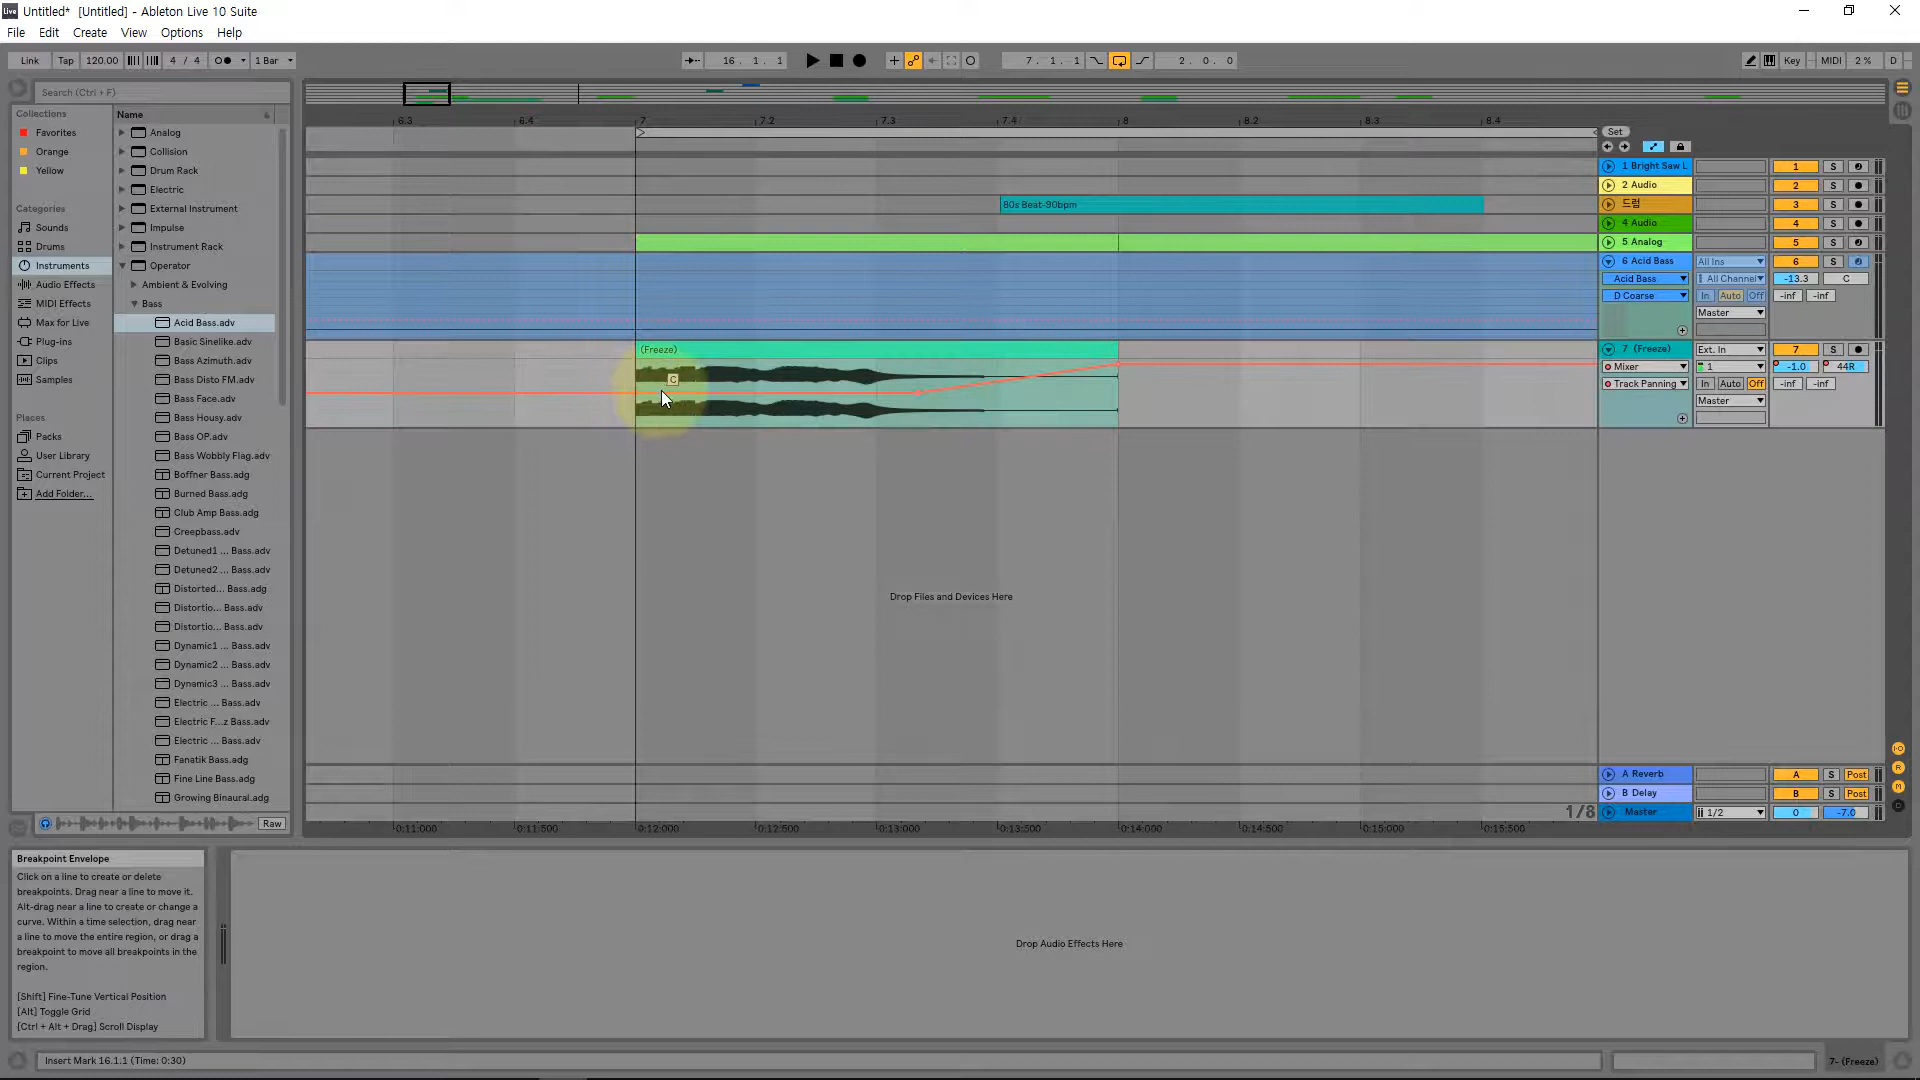 Live Untitled* [Untitled] - Ableton Live 10 Suite
File Edit Create View Options Help
Link Tap 120.00 4 / 4 1 Bar 16 . 1 . 1 7 . 1 . 1 2 . 0 . 0 Key MIDI 2 % D
Search (Ctrl + F)
Collections
Favorites
Orange
Yellow
Categories
Sounds
Drums
Instruments
Audio Effects
MIDI Effects
Max for Live
Plug-ins
Clips
Samples
Places
Packs
User Library
Current Project
Add Folder...
Name
Analog
Collision
Drum Rack
Electric
External Instrument
Impulse
Instrument Rack
Operator
Ambient & Evolving
Bass
Acid Bass.adv
Basic Sinelike.adv
Bass Azimuth.adv
Bass Disto FM.adv
Bass Face.adv
Bass Housy.adv
Bass OP.adv
Bass Wobbly Flag.adv
Boffner Bass.adg
Burned Bass.adg
Club Amp Bass.adg
Creepbass.adv
Detuned1 ... Bass.adv
Detuned2 ... Bass.adv
Distorted... Bass.adg
Distortio... Bass.adv
Distortio... Bass.adv
Dynamic1 ... Bass.adv
Dynamic2 ... Bass.adv
Dynamic3 ... Bass.adv
Electric ... Bass.adv
Electric F...z Bass.adv
Electric ... Bass.adv
Fanatik Bass.adg
Fine Line Bass.adg
Growing Binaural.adg
Raw
6.3 6.4 7 7.2 7.3 7.4 8 8.2 8.3 8.4
Set
80s Beat-90bpm
(Freeze)
C
Drop Files and Devices Here
1 Bright Saw L 1 S
2 Audio 2 S
드럼 3 S
4 Audio 4 S
5 Analog 5 S
6 Acid Bass All Ins 6 S
Acid Bass All Channel -13.3 C
D Coarse In Auto Off -inf -inf
Master
7 (Freeze) Ext. In 7 S
Mixer 1 -1.0 44R
Track Panning In Auto Off -inf -inf
Master
A Reverb A S Post
B Delay B S Post
1/8 Master 1/2 0 -7.0
0:11:000 0:11:500 0:12:000 0:12:500 0:13:000 0:13:500 0:14:000 0:14:500 0:15:000 0:15:500
Breakpoint Envelope
Click on a line to create or delete
breakpoints. Drag near a line to move it.
Alt-drag near a line to create or change a
curve. Within a time selection, drag near
a line to move the entire region, or drag a
breakpoint to move all breakpoints in the
region.
[Shift] Fine-Tune Vertical Position
[Alt] Toggle Grid
[Ctrl + Alt + Drag] Scroll Display
Drop Audio Effects Here
Insert Mark 16.1.1 (Time: 0:30)
7- (Freeze)